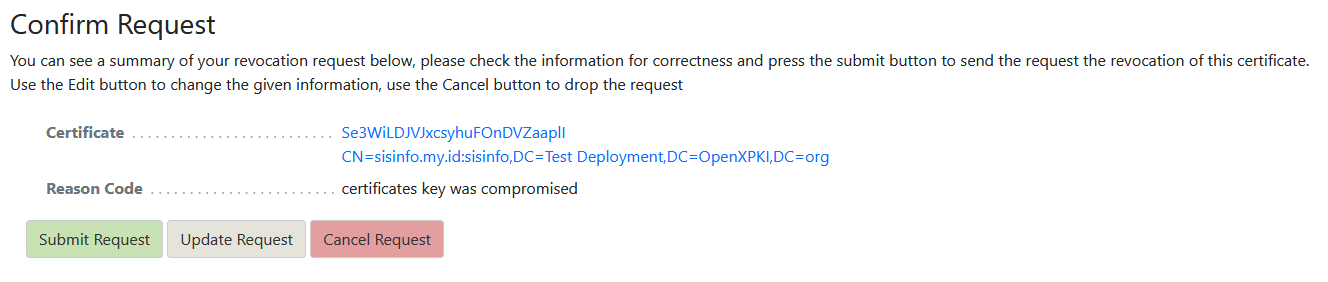 Confirm Request
You can see a summary of your revocation request below, please check the information for correctness and press the submit button to send the request the revocation of this certificate.
Use the Edit button to change the given information, use the Cancel button to drop the request
Certificate Se3WiLDJVJxcsyhuFOnDVZaaplI
CN=sisinfo.my.id:sisinfo,DC=Test Deployment,DC=OpenXPKI,DC=org
Reason Code certificates key was compromised
Submit Request Update Request Cancel Request